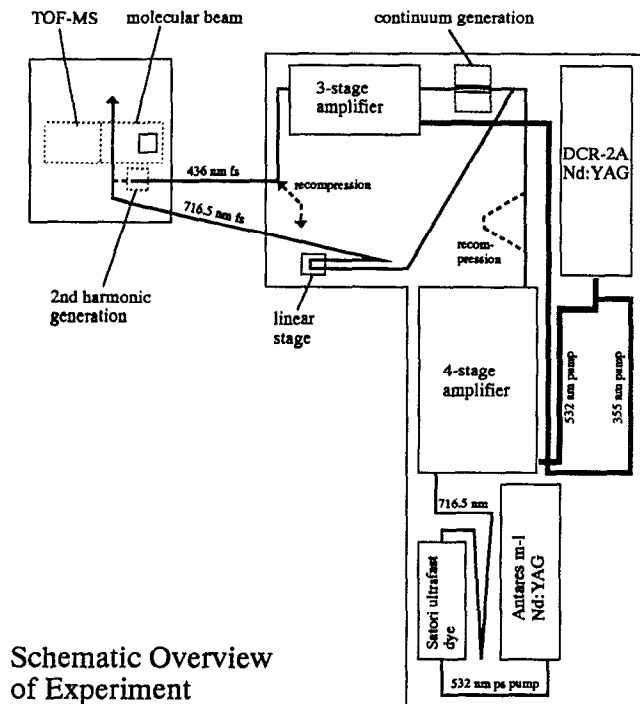 TOF-MS
molecular beam
continuum generation
3-stage
amplifier
DCR-2A
Nd:YAG
436 nm fs
recompression
716.5 nm fs
recom-
pression
2nd harmonic
generation
linear
stage
4-stage
amplifier
532 nm pump
355 nm pump
716.5 nm
Satori ultrafast
dye
Antares m-l
Nd:YAG
532 nm ps pump
Schematic Overview
of Experiment